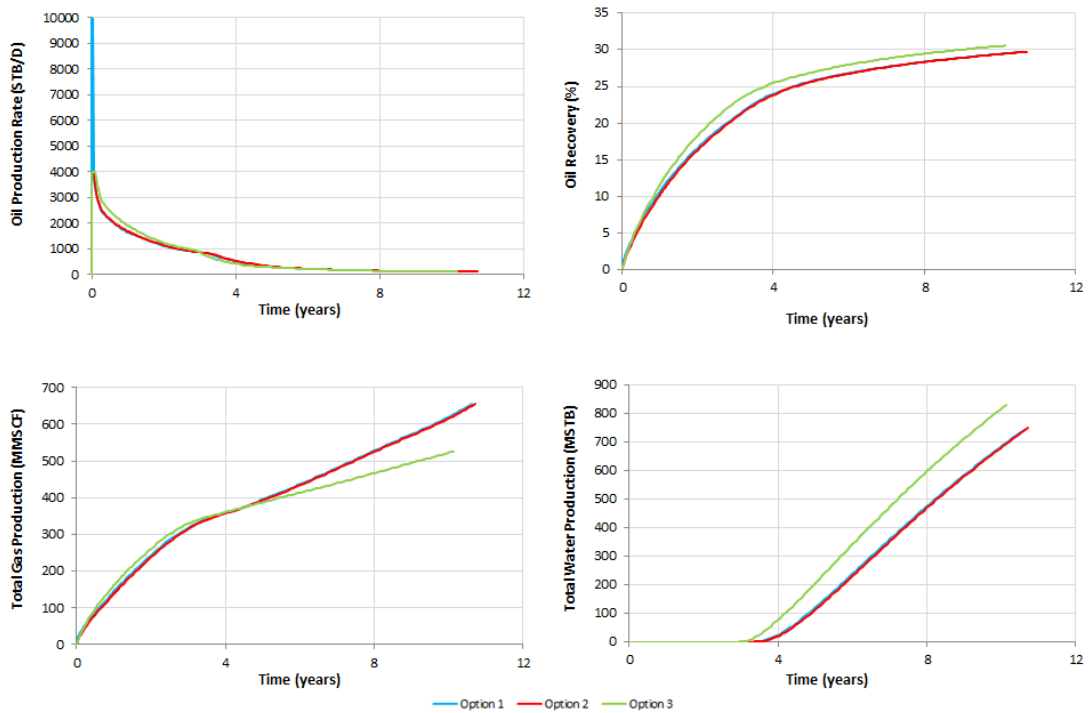 Oil Production Rate (STB/D)
10000
9000
8000
7000
6000
5000
4000
3000
2000
1000
0
0 4 8 12
Time (years)
Oil Recovery (%)
35
30
25
20
15
10
5
0
0 4 8 12
Time (years)
Total Gas Production (MMSCF)
700
600
500
400
300
200
100
0
0 4 8 12
Time (years)
Total Water Production (MSTB)
900
800
700
600
500
400
300
200
100
0
0 4 8 12
Time (years)
Option 1 Option 2 Option 3